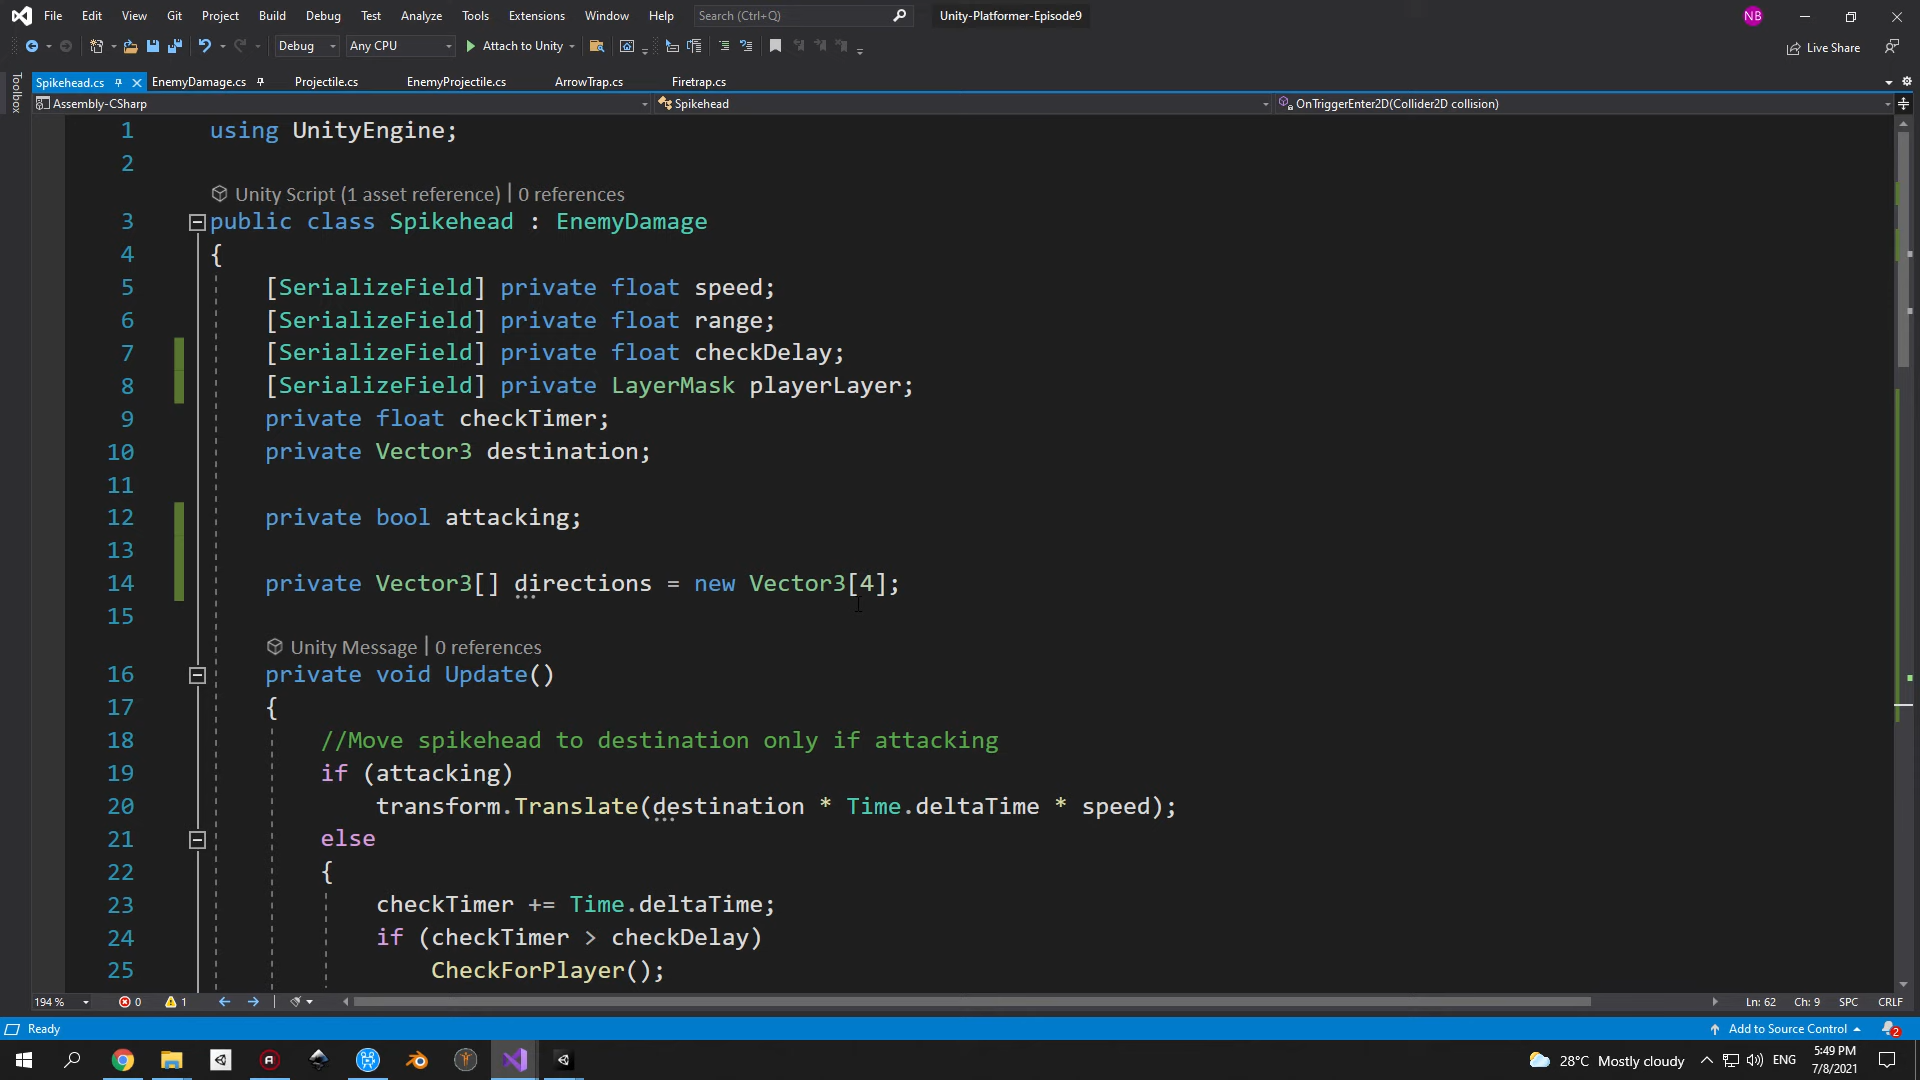 File Edit View Git Project Build Debug Test Analyze Tools Extensions Window Help Search (Ctrl+Q) Unity-Platformer-Episode9 NB
Debug Any CPU Attach to Unity Live Share
Toolbox
Spikehead.cs EnemyDamage.cs Projectile.cs EnemyProjectile.cs ArrowTrap.cs Firetrap.cs
Assembly-CSharp Spikehead OnTriggerEnter2D(Collider2D collision)
1 using UnityEngine;
2
Unity Script (1 asset reference) | 0 references
3 public class Spikehead : EnemyDamage
4 {
5 [SerializeField] private float speed;
6 [SerializeField] private float range;
7 [SerializeField] private float checkDelay;
8 [SerializeField] private LayerMask playerLayer;
9 private float checkTimer;
10 private Vector3 destination;
11
12 private bool attacking;
13
14 private Vector3[] directions = new Vector3[4];
15
Unity Message | 0 references
16 private void Update()
17 {
18 //Move spikehead to destination only if attacking
19 if (attacking)
20 transform.Translate(destination * Time.deltaTime * speed);
21 else
22 {
23 checkTimer += Time.deltaTime;
24 if (checkTimer > checkDelay)
25 CheckForPlayer();
194 % 0 1 Ln: 62 Ch: 9 SPC CRLF
Ready Add to Source Control 2
28°C Mostly cloudy ENG 5:49 PM
7/8/2021